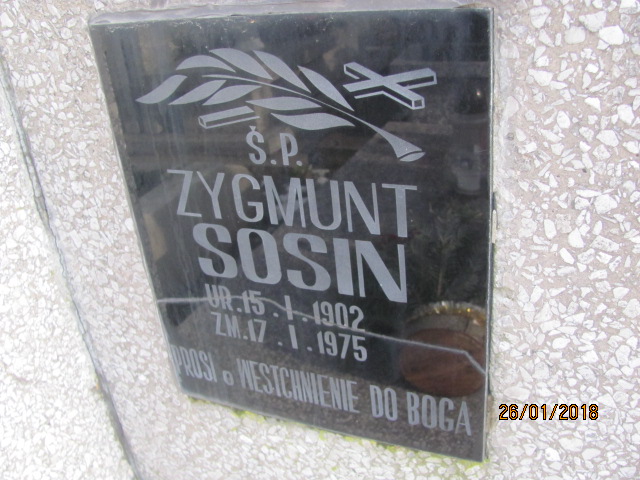 Ś.P.
ZYGMUNT
SOSIN
UR.15.I.1902
ZM.17.I.1975
PROSI o WESTCHNIENIE DO BOGA
26/01/2018